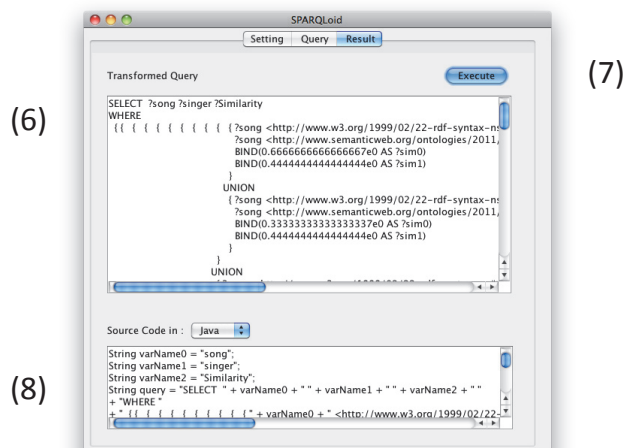 SPARQLoid
Setting Query Result
Transformed Query Execute
(7)
(6)
SELECT ?song ?singer ?Similarity
WHERE
{{ { { { { { { { { {?song <http://www.w3.org/1999/02/22-rdf-syntax-ns
?song <http://www.semanticweb.org/ontologies/2011/
BIND(0.6666666666666667e0 AS ?sim0)
BIND(0.4444444444444444e0 AS ?sim1)
}
UNION
{?song <http://www.w3.org/1999/02/22-rdf-syntax-ns
?song <http://www.semanticweb.org/ontologies/2011/
BIND(0.33333333333333337e0 AS ?sim0)
BIND(0.4444444444444444e0 AS ?sim1)
}
}
UNION
Source Code in : Java
(8)
String varName0 = "song";
String varName1 = "singer";
String varName2 = "Similarity";
String query = "SELECT " + varName0 + " " + varName1 + " " + varName2 + " "
+ "WHERE "
+ " {{ { { { { { { { { {" + varName0 + " <http://www.w3.org/1999/02/22-